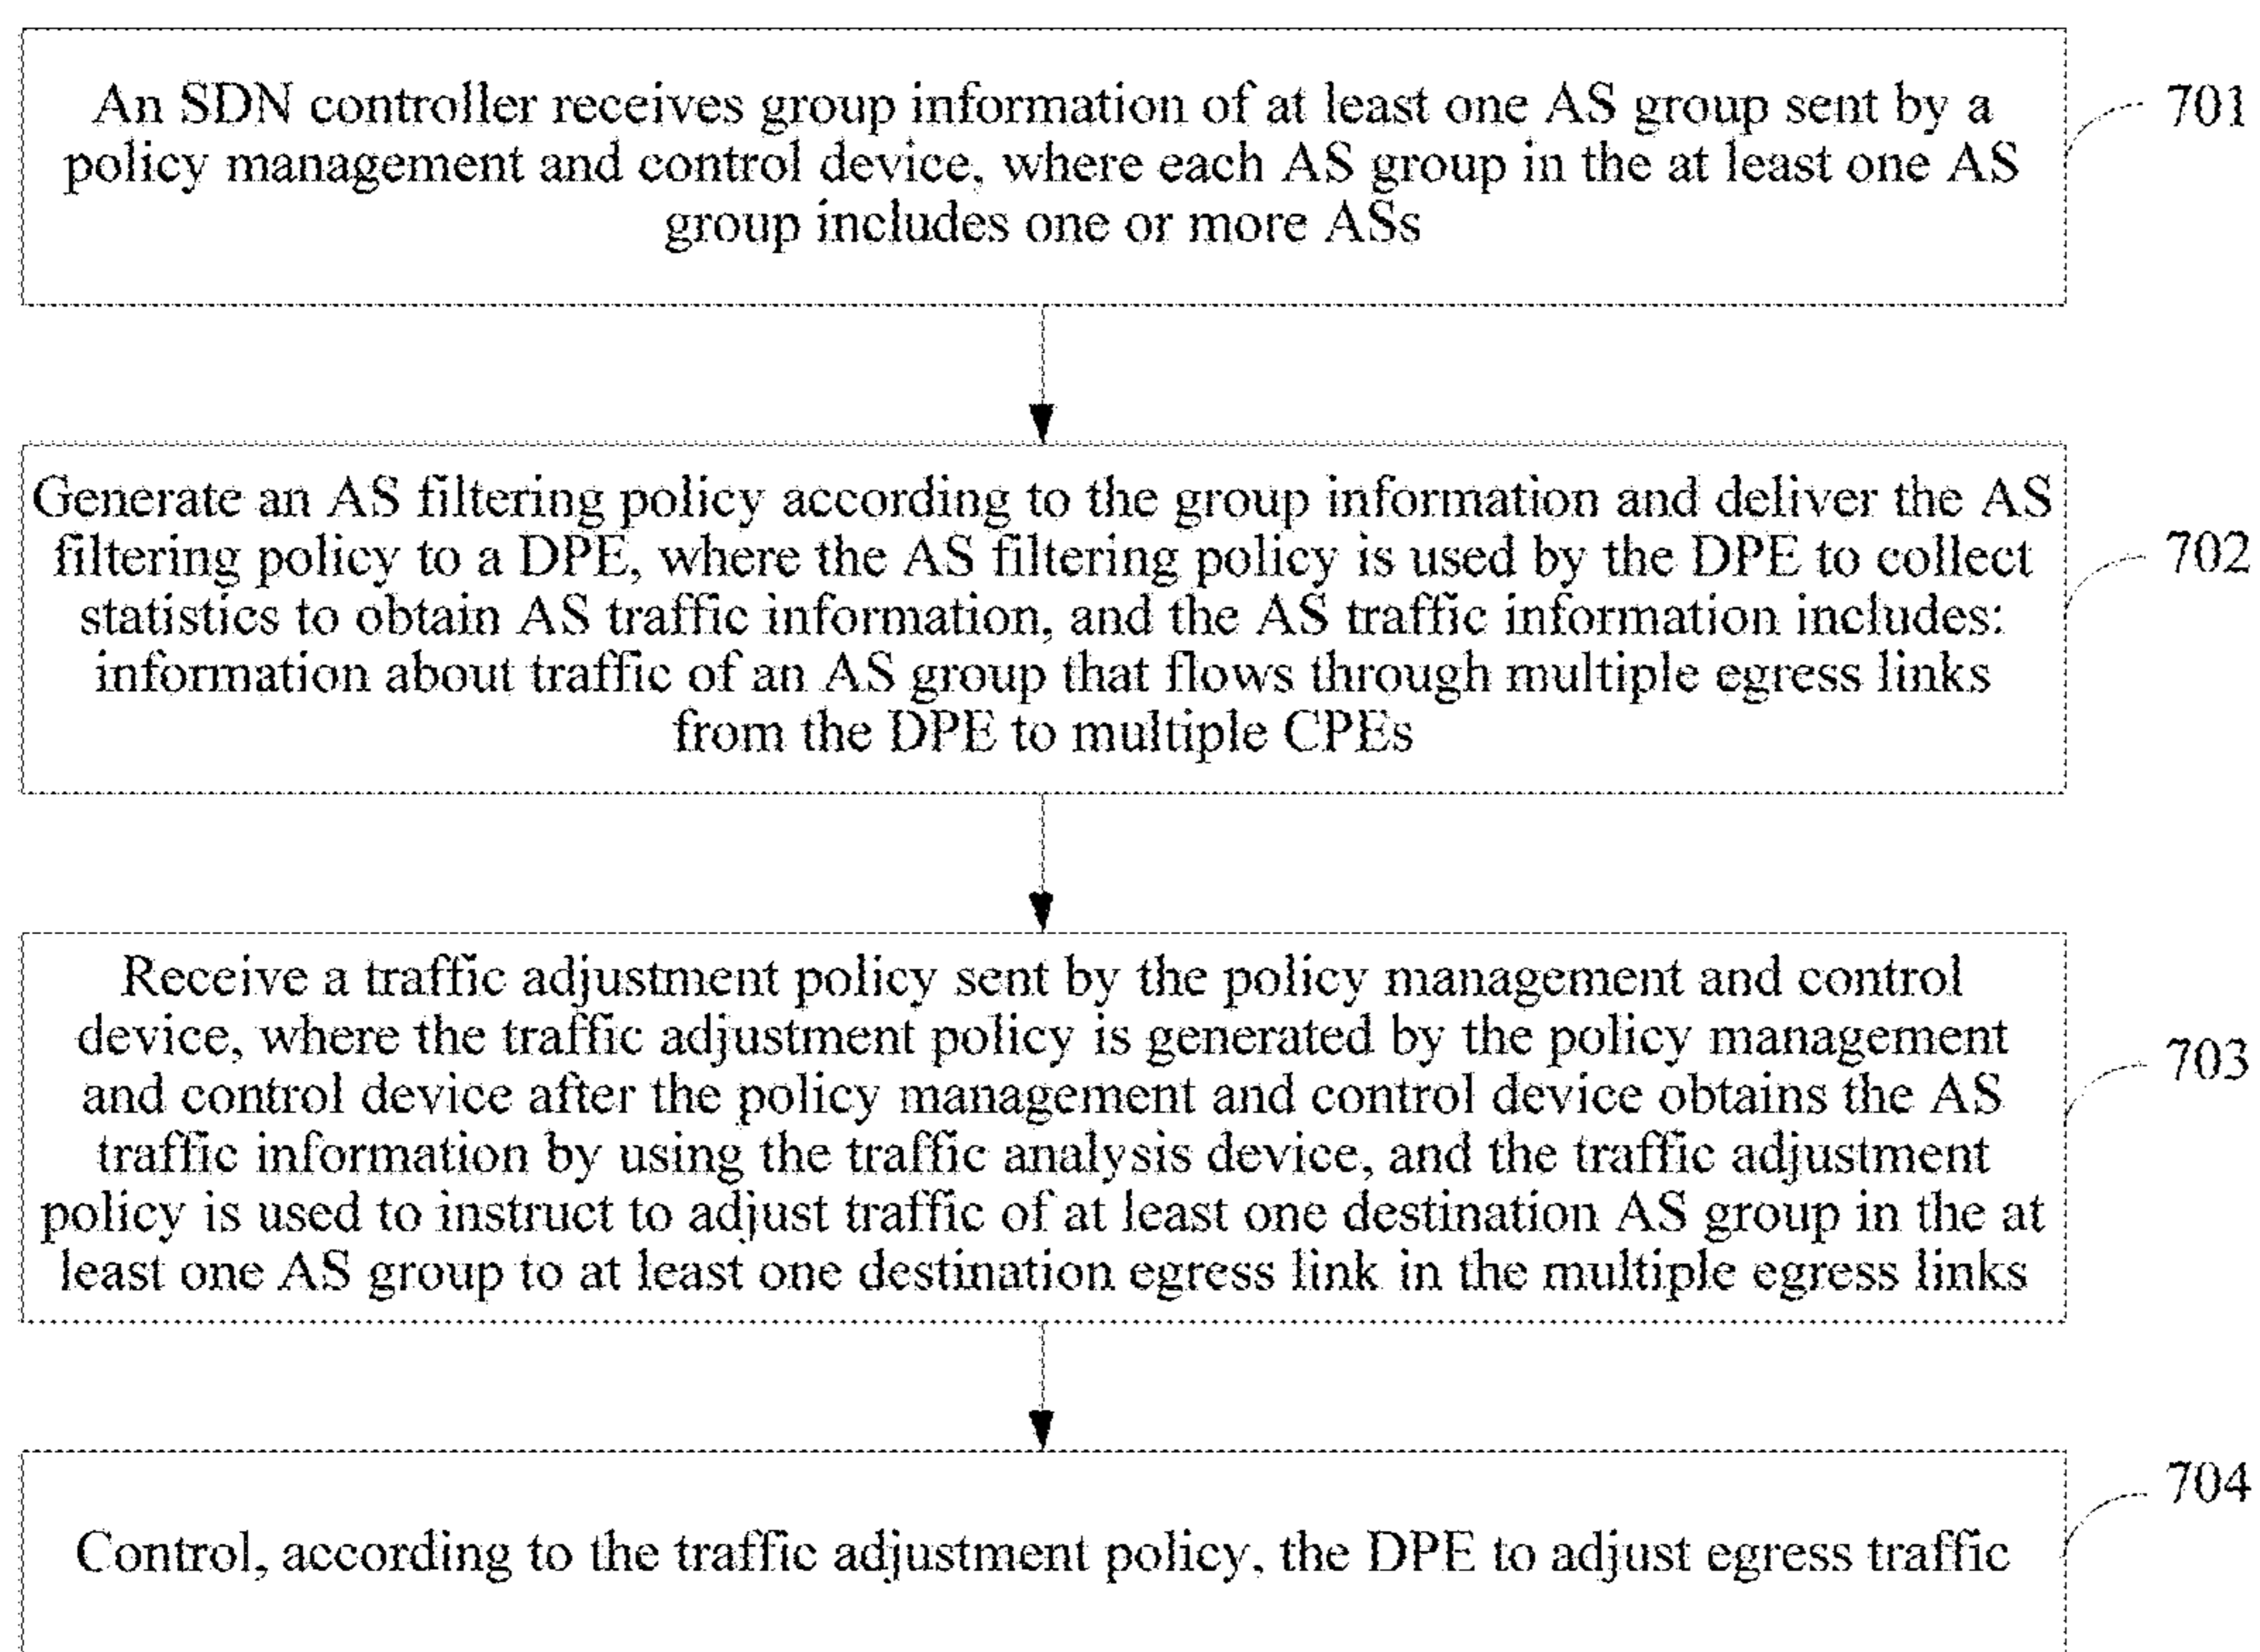 An SDN controller receives group information of at least one AS group sent by a
policy management and control device, where each AS group in the at least one AS
group includes one or more ASs
701
Generate an AS filtering policy according to the group information and deliver the AS
filtering policy to a DPE, where the AS filtering policy is used by the DPE to collect
statistics to obtain AS traffic information, and the AS traffic information includes:
information about traffic of an AS group that flows through multiple egress links
from the DPE to multiple CPEs
702
Receive a traffic adjustment policy sent by the policy management and control
device, where the traffic adjustment policy is generated by the policy management
and control device after the policy management and control device obtains the AS
traffic information by using the traffic analysis device, and the traffic adjustment
policy is used to instruct to adjust traffic of at least one destination AS group in the at
least one AS group to at least one destination egress link in the multiple egress links
703
Control, according to the traffic adjustment policy, the DPE to adjust egress traffic
704